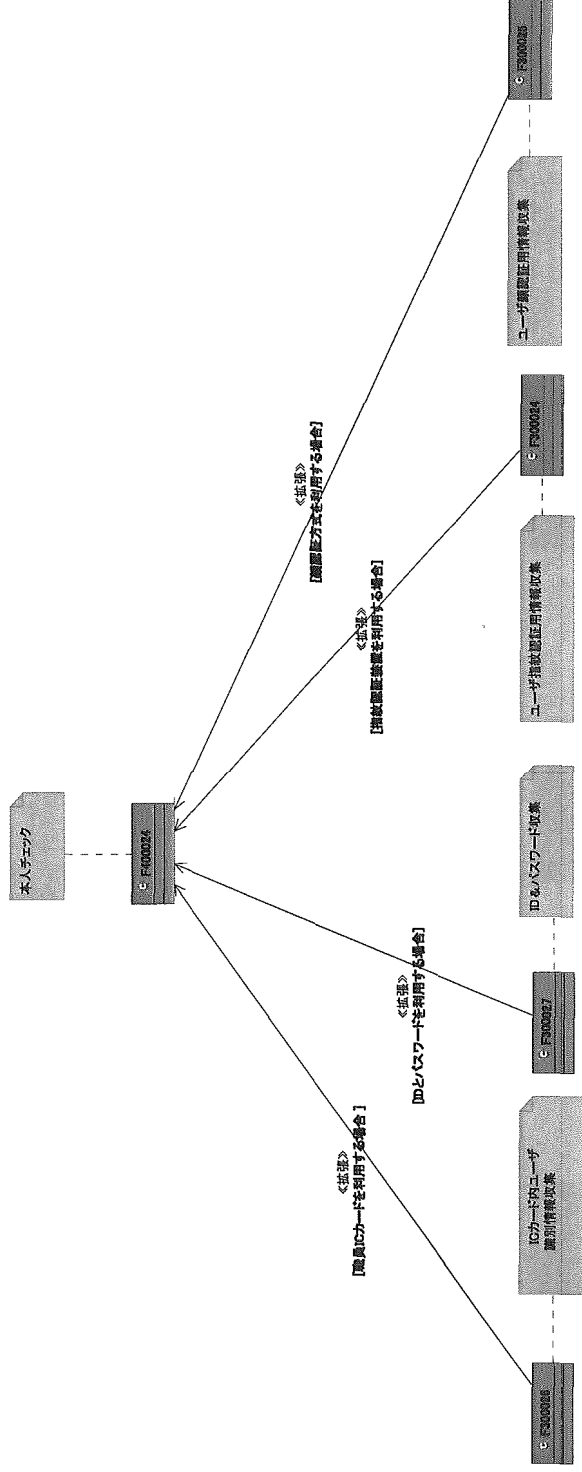 本人チェック
C F400024
《拡張》
[職員ICカードを利用する場合]
《拡張》
[IDとパスワードを利用する場合]
《拡張》
[指紋認証装置を利用する場合]
《拡張》
[顔認証方式を利用する場合]
C F300026
ICカード内ユーザ
識別情報収集
C F300027
ID＆パスワード収集
ユーザ指紋認証用情報収集
C F300024
ユーザ顔認証用情報収集
C F300025